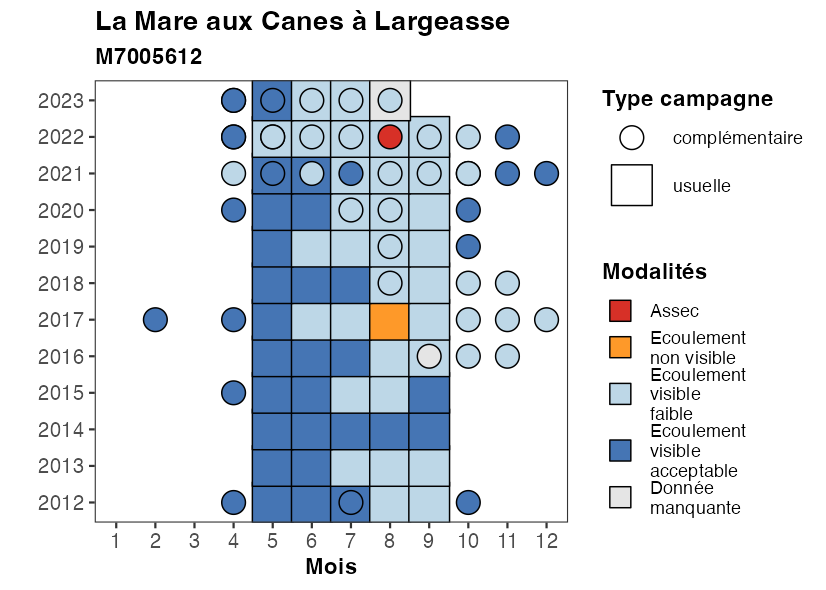 La Mare aux Canes à Largeasse
M7005612
2023
2022
2021
2020
2019
2018
2017
2016
2015
2014
2013
2012
1 2 3 4 5 6 7 8 9 10 11 12
Mois
Type campagne
complémentaire
usuelle
Modalités
Assec
Ecoulement
non visible
Ecoulement
visible
faible
Ecoulement
visible
acceptable
Donnée
manquante